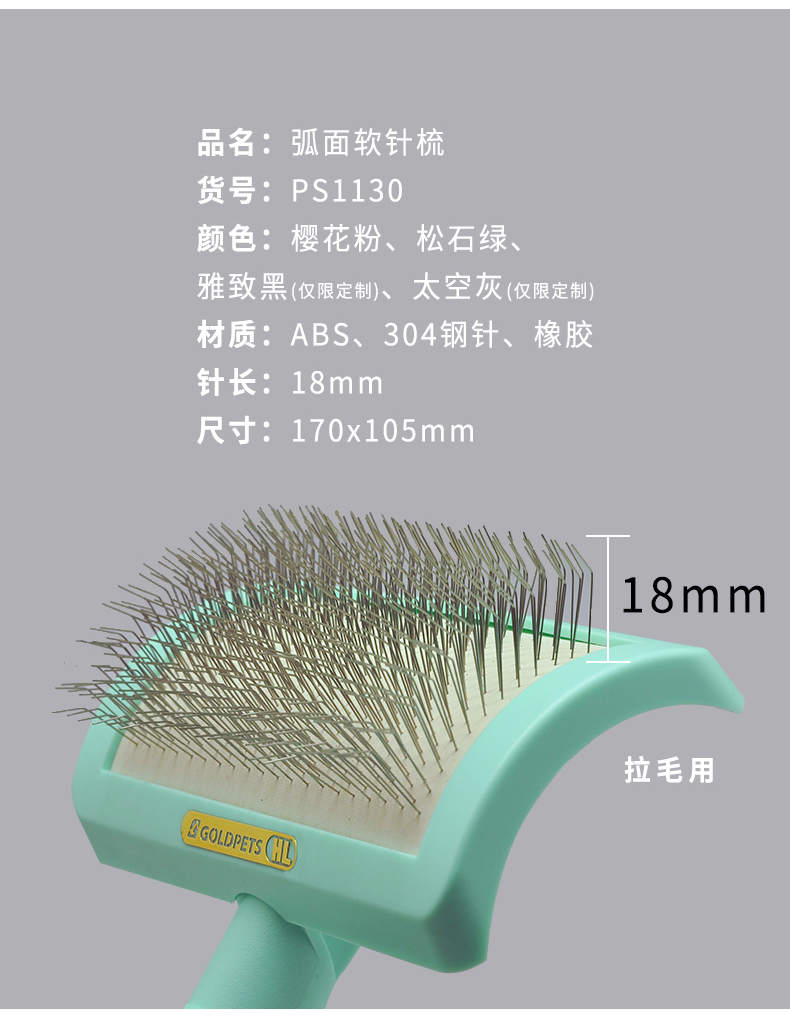 品名：弧面软针梳
货号：PS1130
颜色：樱花粉、松石绿、
雅致黑(仅限定制)、太空灰(仅限定制)
材质：ABS、304钢针、橡胶
针长：18mm
尺寸：170x105mm
18mm
拉毛用
GOLDPETS HL